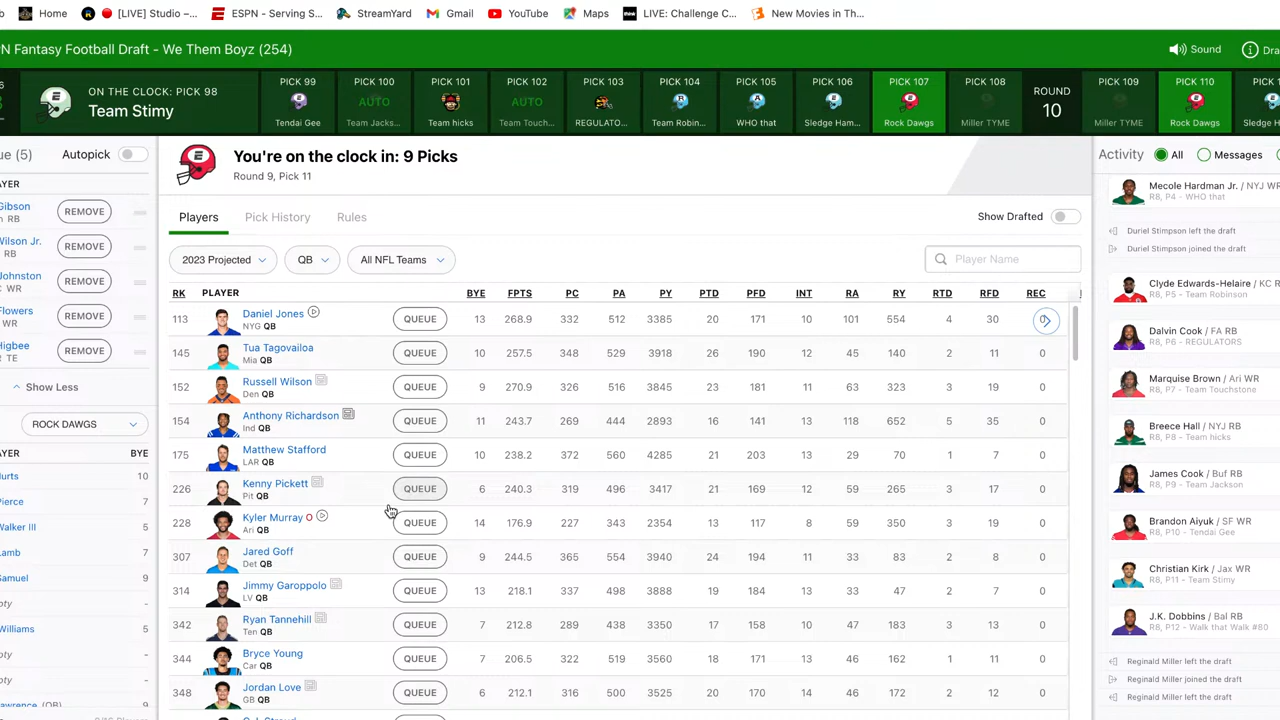 Home
[LIVE] Studio –...
ESPN - Serving S...
StreamYard
Gmail
YouTube
Maps
LIVE: Challenge C...
New Movies in Th...
N Fantasy Football Draft - We Them Boyz (254)
Sound
Dra
ON THE CLOCK: PICK 98
Team Stimy
PICK 99
Tendai Gee
PICK 100
AUTO
Team Jacks...
PICK 101
Team hicks
PICK 102
AUTO
Team Touch...
PICK 103
REGULATO...
PICK 104
Team Robin...
PICK 105
WHO that
PICK 106
Sledge Ham...
PICK 107
Rock Dawgs
PICK 108
Miller TYME
ROUND
10
PICK 109
Miller TYME
PICK 110
Rock Dawgs
PICK 1
Sledge H
ue (5)
Autopick
AYER
Gibson
RB
REMOVE
Wilson Jr.
RB
REMOVE
Johnston
WR
REMOVE
Flowers
WR
REMOVE
Higbee
TE
REMOVE
Show Less
ROCK DAWGS
AYER BYE
Hurts 10
Pierce 7
Walker III 5
Lamb 7
Samuel 9
pty -
Williams 5
pty -
pty -
awrence (QB) 9
You're on the clock in: 9 Picks
Round 9, Pick 11
Players Pick History Rules
Show Drafted
2023 Projected QB All NFL Teams
Player Name
RK PLAYER BYE FPTS PC PA PY PTD PFD INT RA RY RTD RFD REC
113 Daniel Jones NYG QB QUEUE 13 268.9 332 512 3385 20 171 10 101 554 4 30 0
145 Tua Tagovailoa Mia QB QUEUE 10 257.5 348 529 3918 26 190 12 45 140 2 11 0
152 Russell Wilson Den QB QUEUE 9 270.9 326 516 3845 23 181 11 63 323 3 19 0
154 Anthony Richardson Ind QB QUEUE 11 243.7 269 444 2893 16 141 13 118 652 5 35 0
175 Matthew Stafford LAR QB QUEUE 10 238.2 372 560 4285 21 203 13 29 70 1 7 0
226 Kenny Pickett Pit QB QUEUE 6 240.3 319 496 3417 21 169 12 59 265 3 17 0
228 Kyler Murray O Ari QB QUEUE 14 176.9 227 343 2354 13 117 8 59 350 3 19 0
307 Jared Goff Det QB QUEUE 9 244.5 365 554 3940 24 194 11 33 83 2 8 0
314 Jimmy Garoppolo LV QB QUEUE 13 218.1 337 498 3888 19 184 13 33 48 2 7 0
342 Ryan Tannehill Ten QB QUEUE 7 212.8 289 438 3350 17 158 10 47 183 3 13 0
344 Bryce Young Car QB QUEUE 7 206.5 322 519 3560 18 171 13 46 162 1 11 0
348 Jordan Love GB QB QUEUE 6 212.1 316 500 3525 20 170 14 46 172 2 12 0
Activity All Messages
Mecole Hardman Jr. / NYJ WR
R8, P4 - WHO that
Duriel Stimpson left the draft
Duriel Stimpson joined the draft
Clyde Edwards-Helaire / KC R
R8, P5 - Team Robinson
Dalvin Cook / FA RB
R8, P6 - REGULATORS
Marquise Brown / Ari WR
R8, P7 - Team Touchstone
Breece Hall / NYJ RB
R8, P8 - Team hicks
James Cook / Buf RB
R8, P9 - Team Jackson
Brandon Aiyuk / SF WR
R8, P10 - Tendai Gee
Christian Kirk / Jax WR
R8, P11 - Team Stimy
J.K. Dobbins / Bal RB
R8, P12 - Walk that Walk #80
Reginald Miller left the draft
Reginald Miller joined the draft
Reginald Miller left the draft